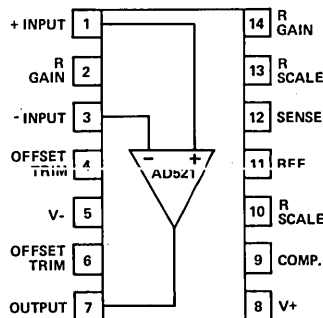 + INPUT 1
R
GAIN 2
- INPUT 3
OFFSET
TRIM 4
V- 5
OFFSET
TRIM 6
OUTPUT 7
14 R
GAIN
13 R
SCALE
12 SENSE
11 REF
10 R
SCALE
9 COMP.
8 V+
- +
AD521